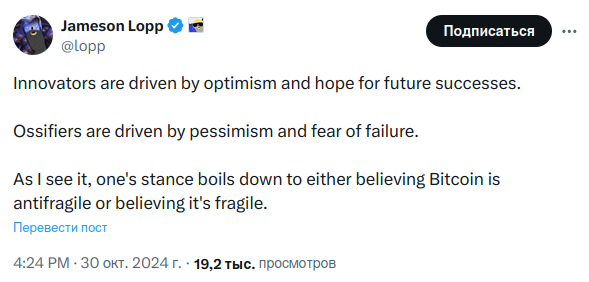 Jameson Lopp
@lopp
Подписаться
Innovators are driven by optimism and hope for future successes.
Ossifiers are driven by pessimism and fear of failure.
As I see it, one's stance boils down to either believing Bitcoin is
antifragile or believing it's fragile.
Перевести пост
4:24 PM · 30 окт. 2024 г. · 19,2 тыс. просмотров